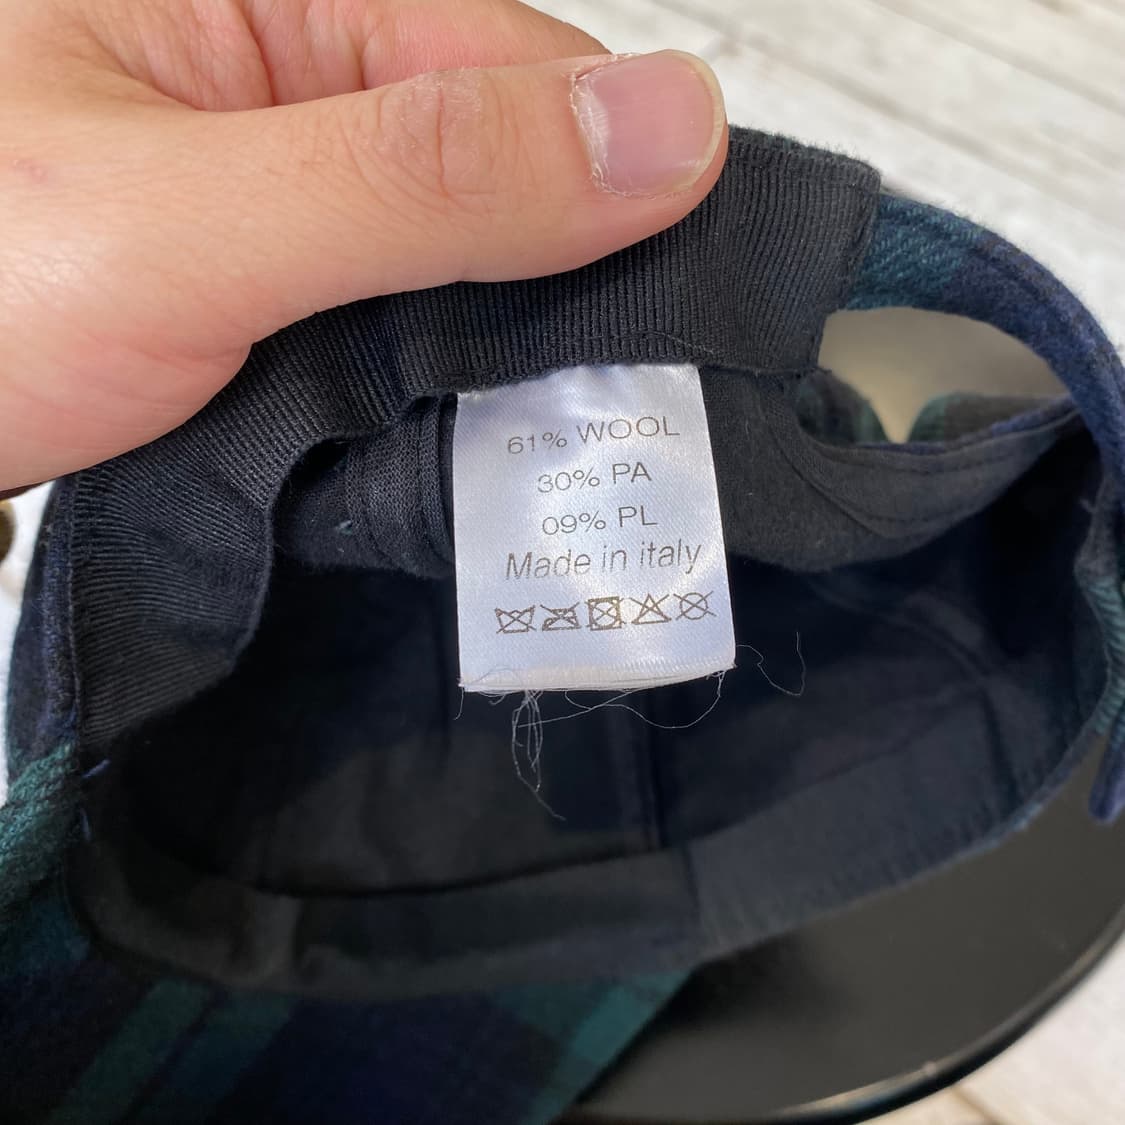 61% WOOL
30% PA
09% PL
Made in italy